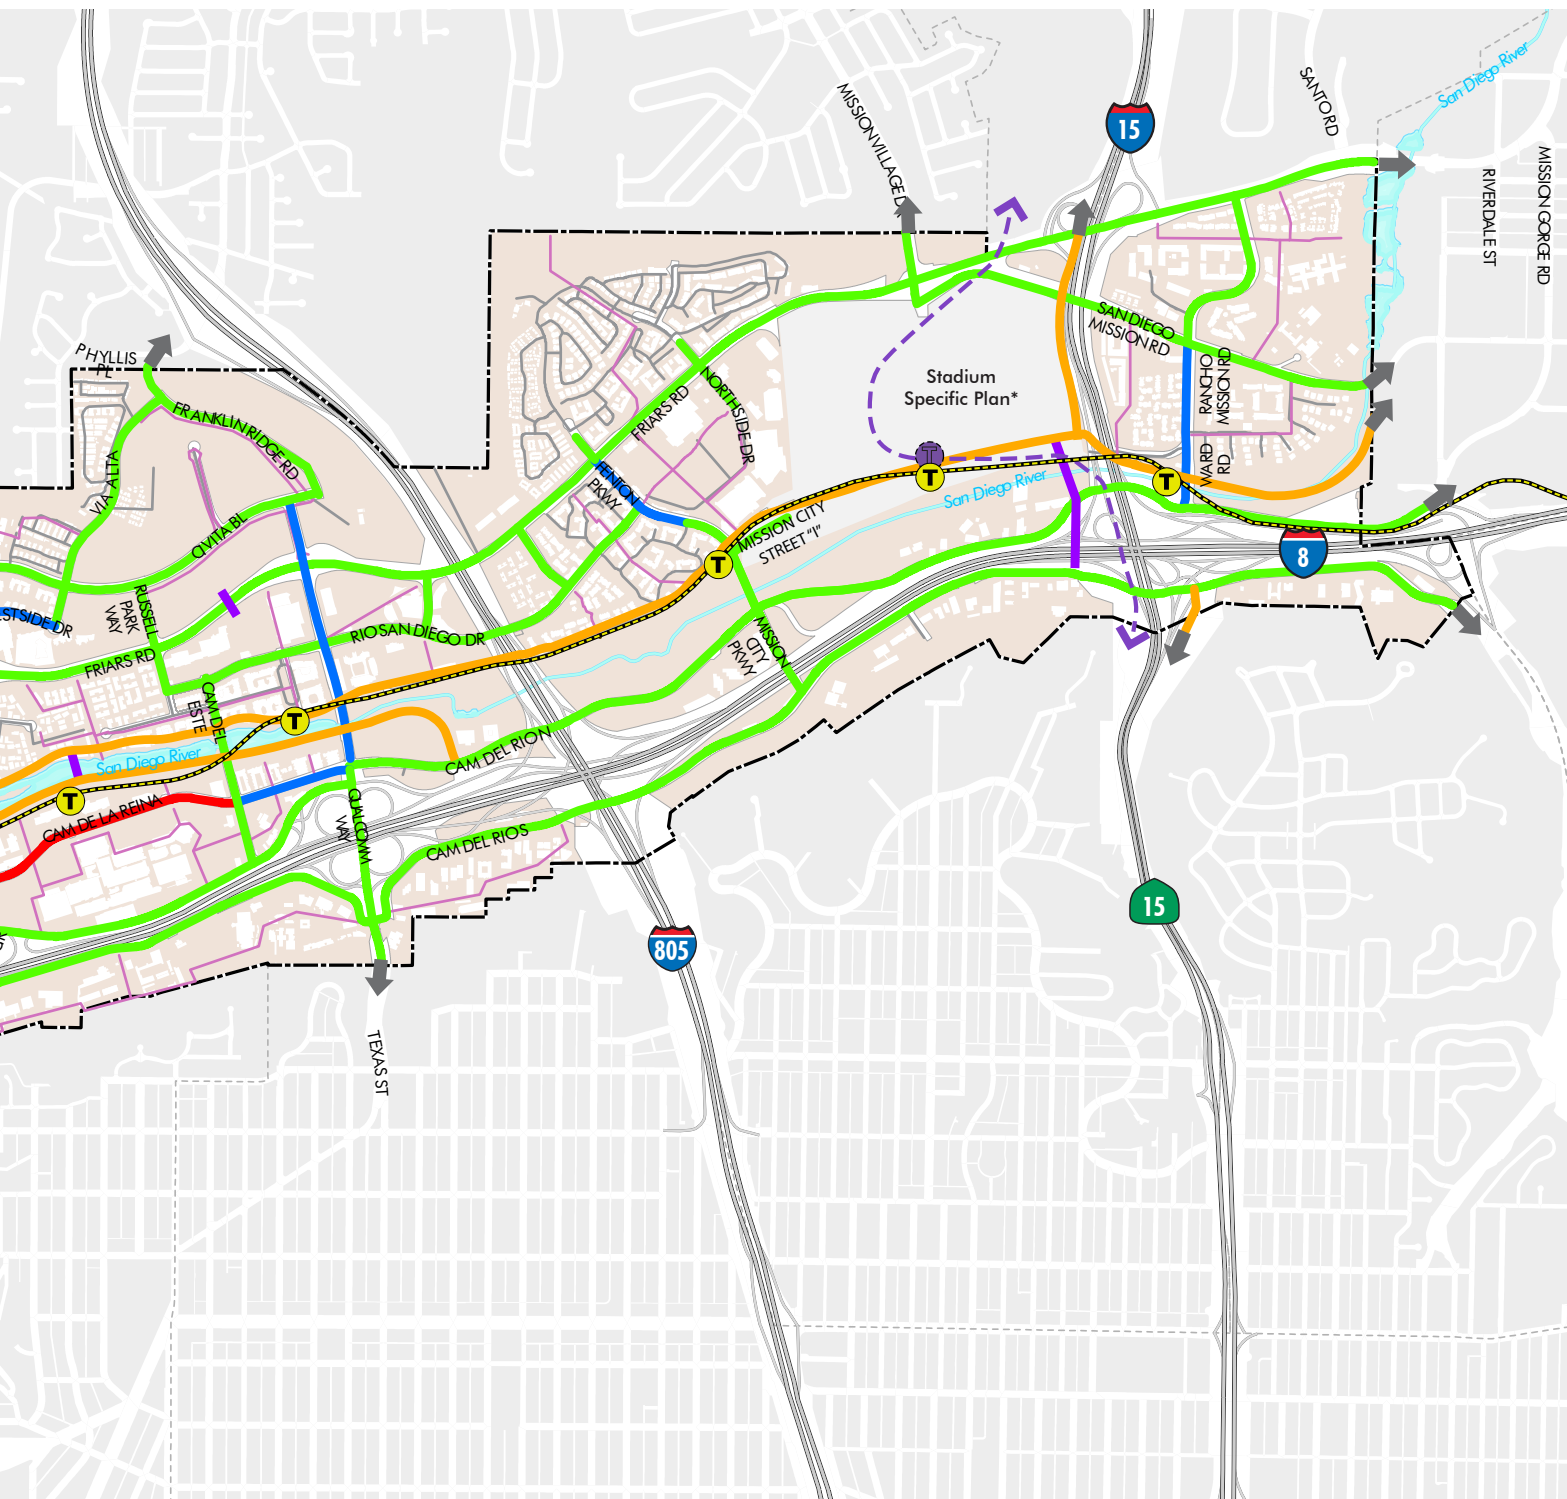 San Diego River
MISSION VILLAGE D
15
SANTO RD
RIVERDALE ST
MISSION GORGE RD
PHYLLIS
PL
FRANKLIN RIDGE RD
VIA ALTA
CIVITA BL
SAN DIEGO
MISSION RD
RANCHO
MISSION RD
WARD
RD
Stadium
Specific Plan*
NORTHSIDE DR
FRIARS RD
FENTON
PKWY
T
T
T
San Diego River
MISSION CITY
STREET "I"
T
8
RUSSELL
PARK
WAY
ESTSIDE DR
FRIARS RD
RIO SAN DIEGO DR
MISSION
CITY
PKWY
CAM DEL
ESTE
T
San Diego River
T
CAM DEL RIO N
CAM DE LA REINA
QUALCOMM
WAY
CAM DEL RIO S
15
805
TEXAS ST